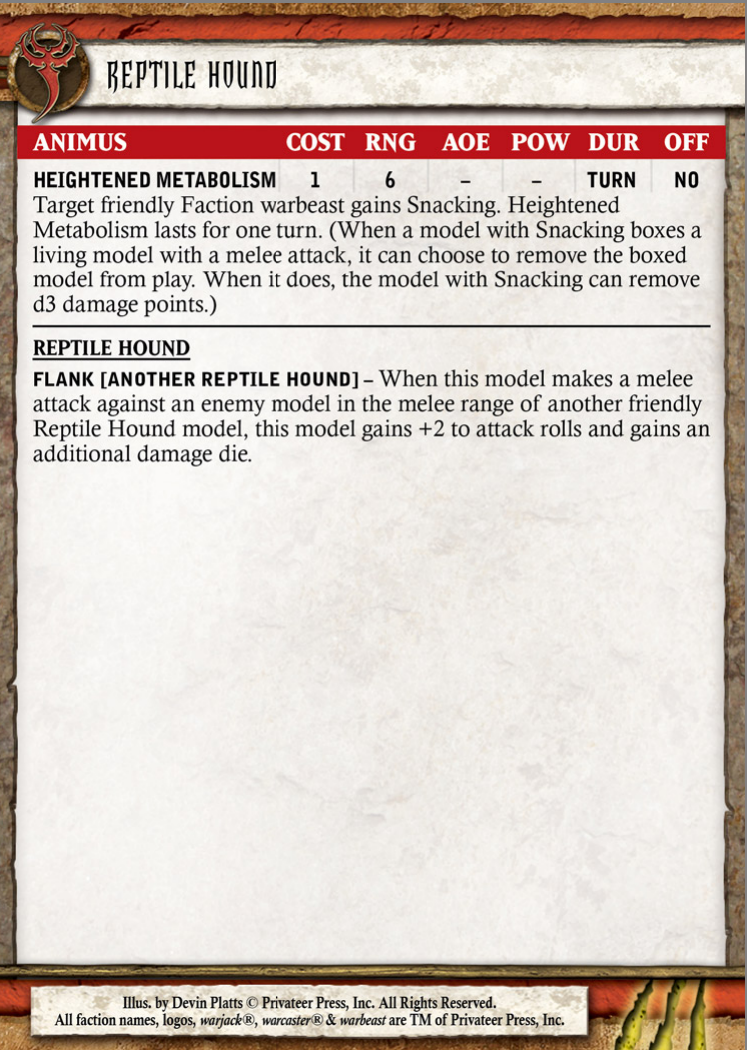 REPTILE HOUND
ANIMUS COST RNG AOE POW DUR OFF
HEIGHTENED METABOLISM 1 6 – – TURN NO
Target friendly Faction warbeast gains Snacking. Heightened
Metabolism lasts for one turn. (When a model with Snacking boxes a
living model with a melee attack, it can choose to remove the boxed
model from play. When it does, the model with Snacking can remove
d3 damage points.)
REPTILE HOUND
FLANK [ANOTHER REPTILE HOUND] – When this model makes a melee
attack against an enemy model in the melee range of another friendly
Reptile Hound model, this model gains +2 to attack rolls and gains an
additional damage die.
Illus. by Devin Platts © Privateer Press, Inc. All Rights Reserved.
All faction names, logos, warjack®, warcaster® & warbeast are TM of Privateer Press, Inc.